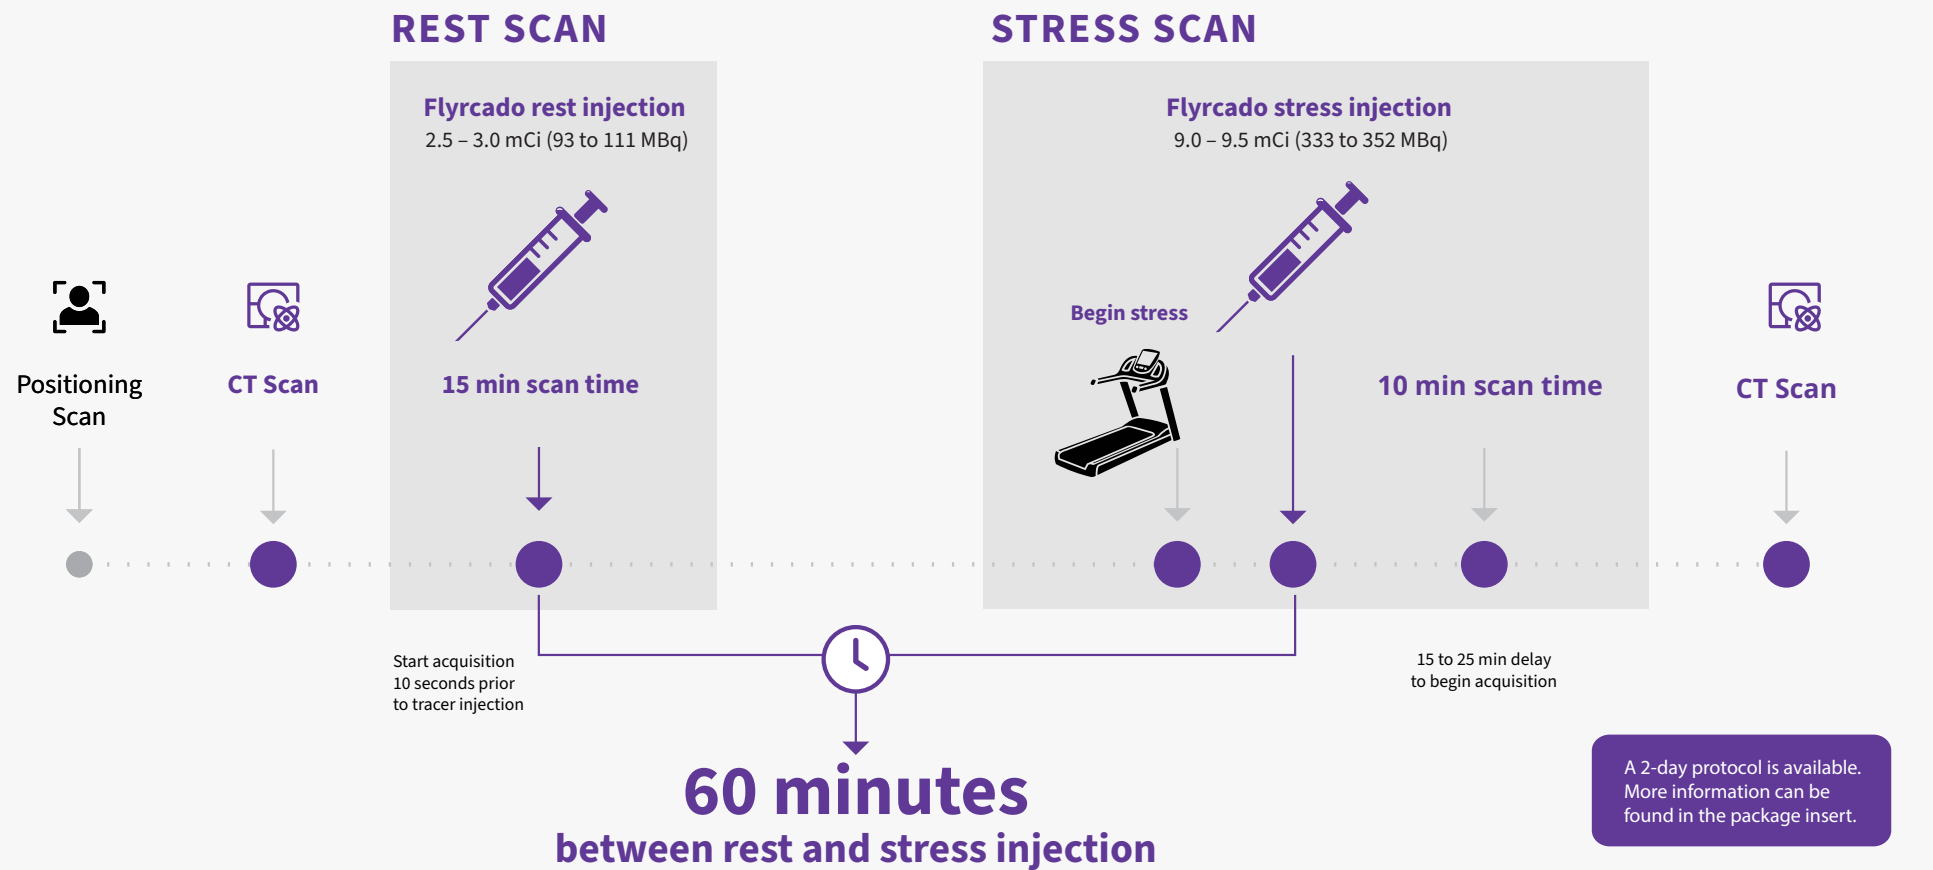 REST SCAN
Flyrcado rest injection
2.5 – 3.0 mCi (93 to 111 MBq)
15 min scan time
STRESS SCAN
Flyrcado stress injection
9.0 – 9.5 mCi (333 to 352 MBq)
Begin stress
10 min scan time
Positioning
Scan
CT Scan
CT Scan
Start acquisition
10 seconds prior
to tracer injection
15 to 25 min delay
to begin acquisition
60 minutes
between rest and stress injection
A 2-day protocol is available.
More information can be
found in the package insert.